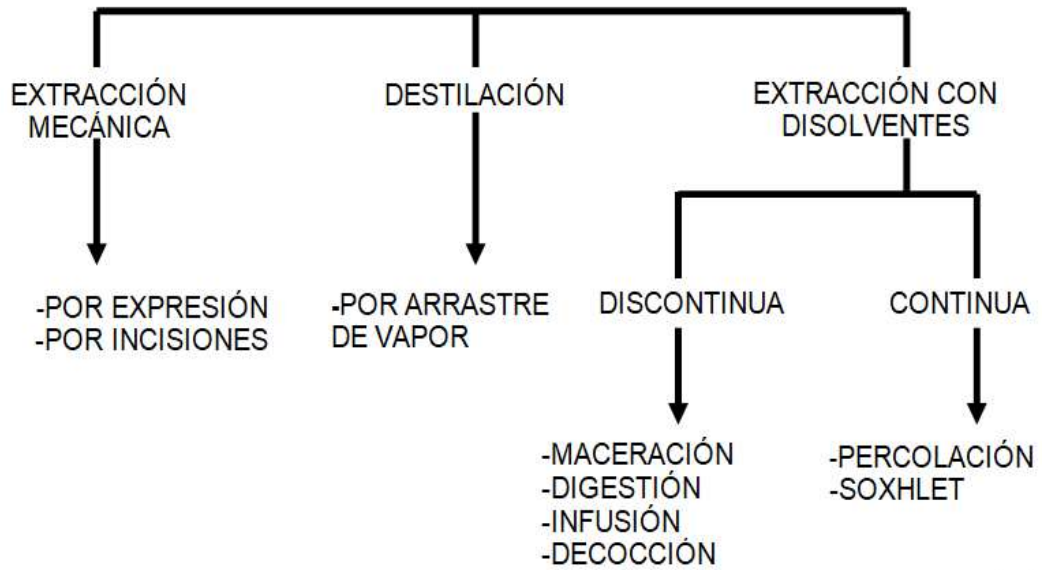 EXTRACCIÓN
MECÁNICA
DESTILACIÓN
EXTRACCIÓN CON
DISOLVENTES
-POR EXPRESIÓN
-POR INCISIONES
-POR ARRASTRE
DE VAPOR
DISCONTINUA
CONTINUA
-MACERACIÓN
-DIGESTIÓN
-INFUSIÓN
-DECOCCIÓN
-PERCOLACIÓN
-SOXHLET